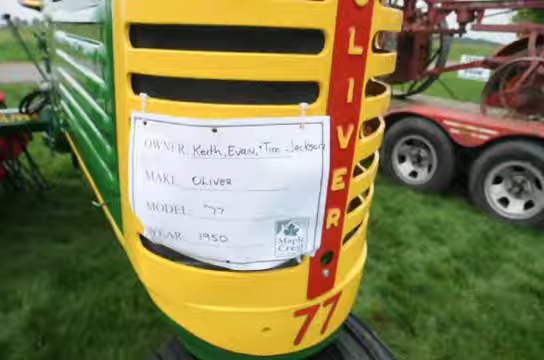 OWNER: Keith, Evan, + Tim Jackson
MAKE: OLIVER
MODEL: "77
YEAR: 1950
Maple
Crest
OLIVER
77